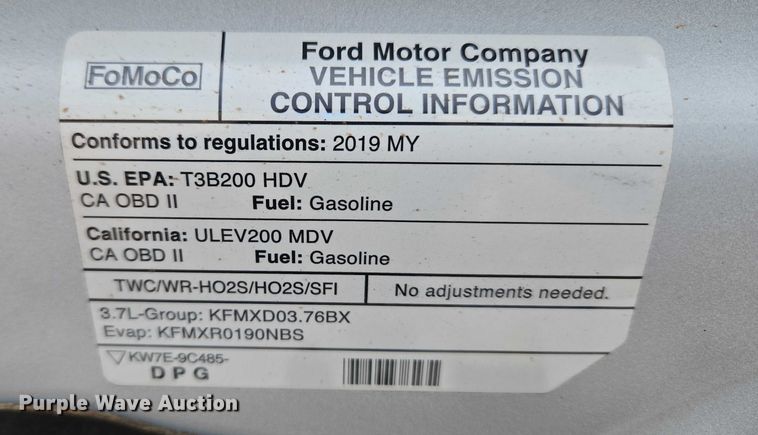 FoMoCo
Ford Motor Company
VEHICLE EMISSION
CONTROL INFORMATION
Conforms to regulations: 2019 MY
U.S. EPA: T3B200 HDV
CA OBD II Fuel: Gasoline
California: ULEV200 MDV
CA OBD II Fuel: Gasoline
TWC/WR-HO2S/HO2S/SFI No adjustments needed.
3.7L-Group: KFMXD03.76BX
Evap: KFMXR0190NBS
KW7E-9C485-
D P G
Purple Wave Auction